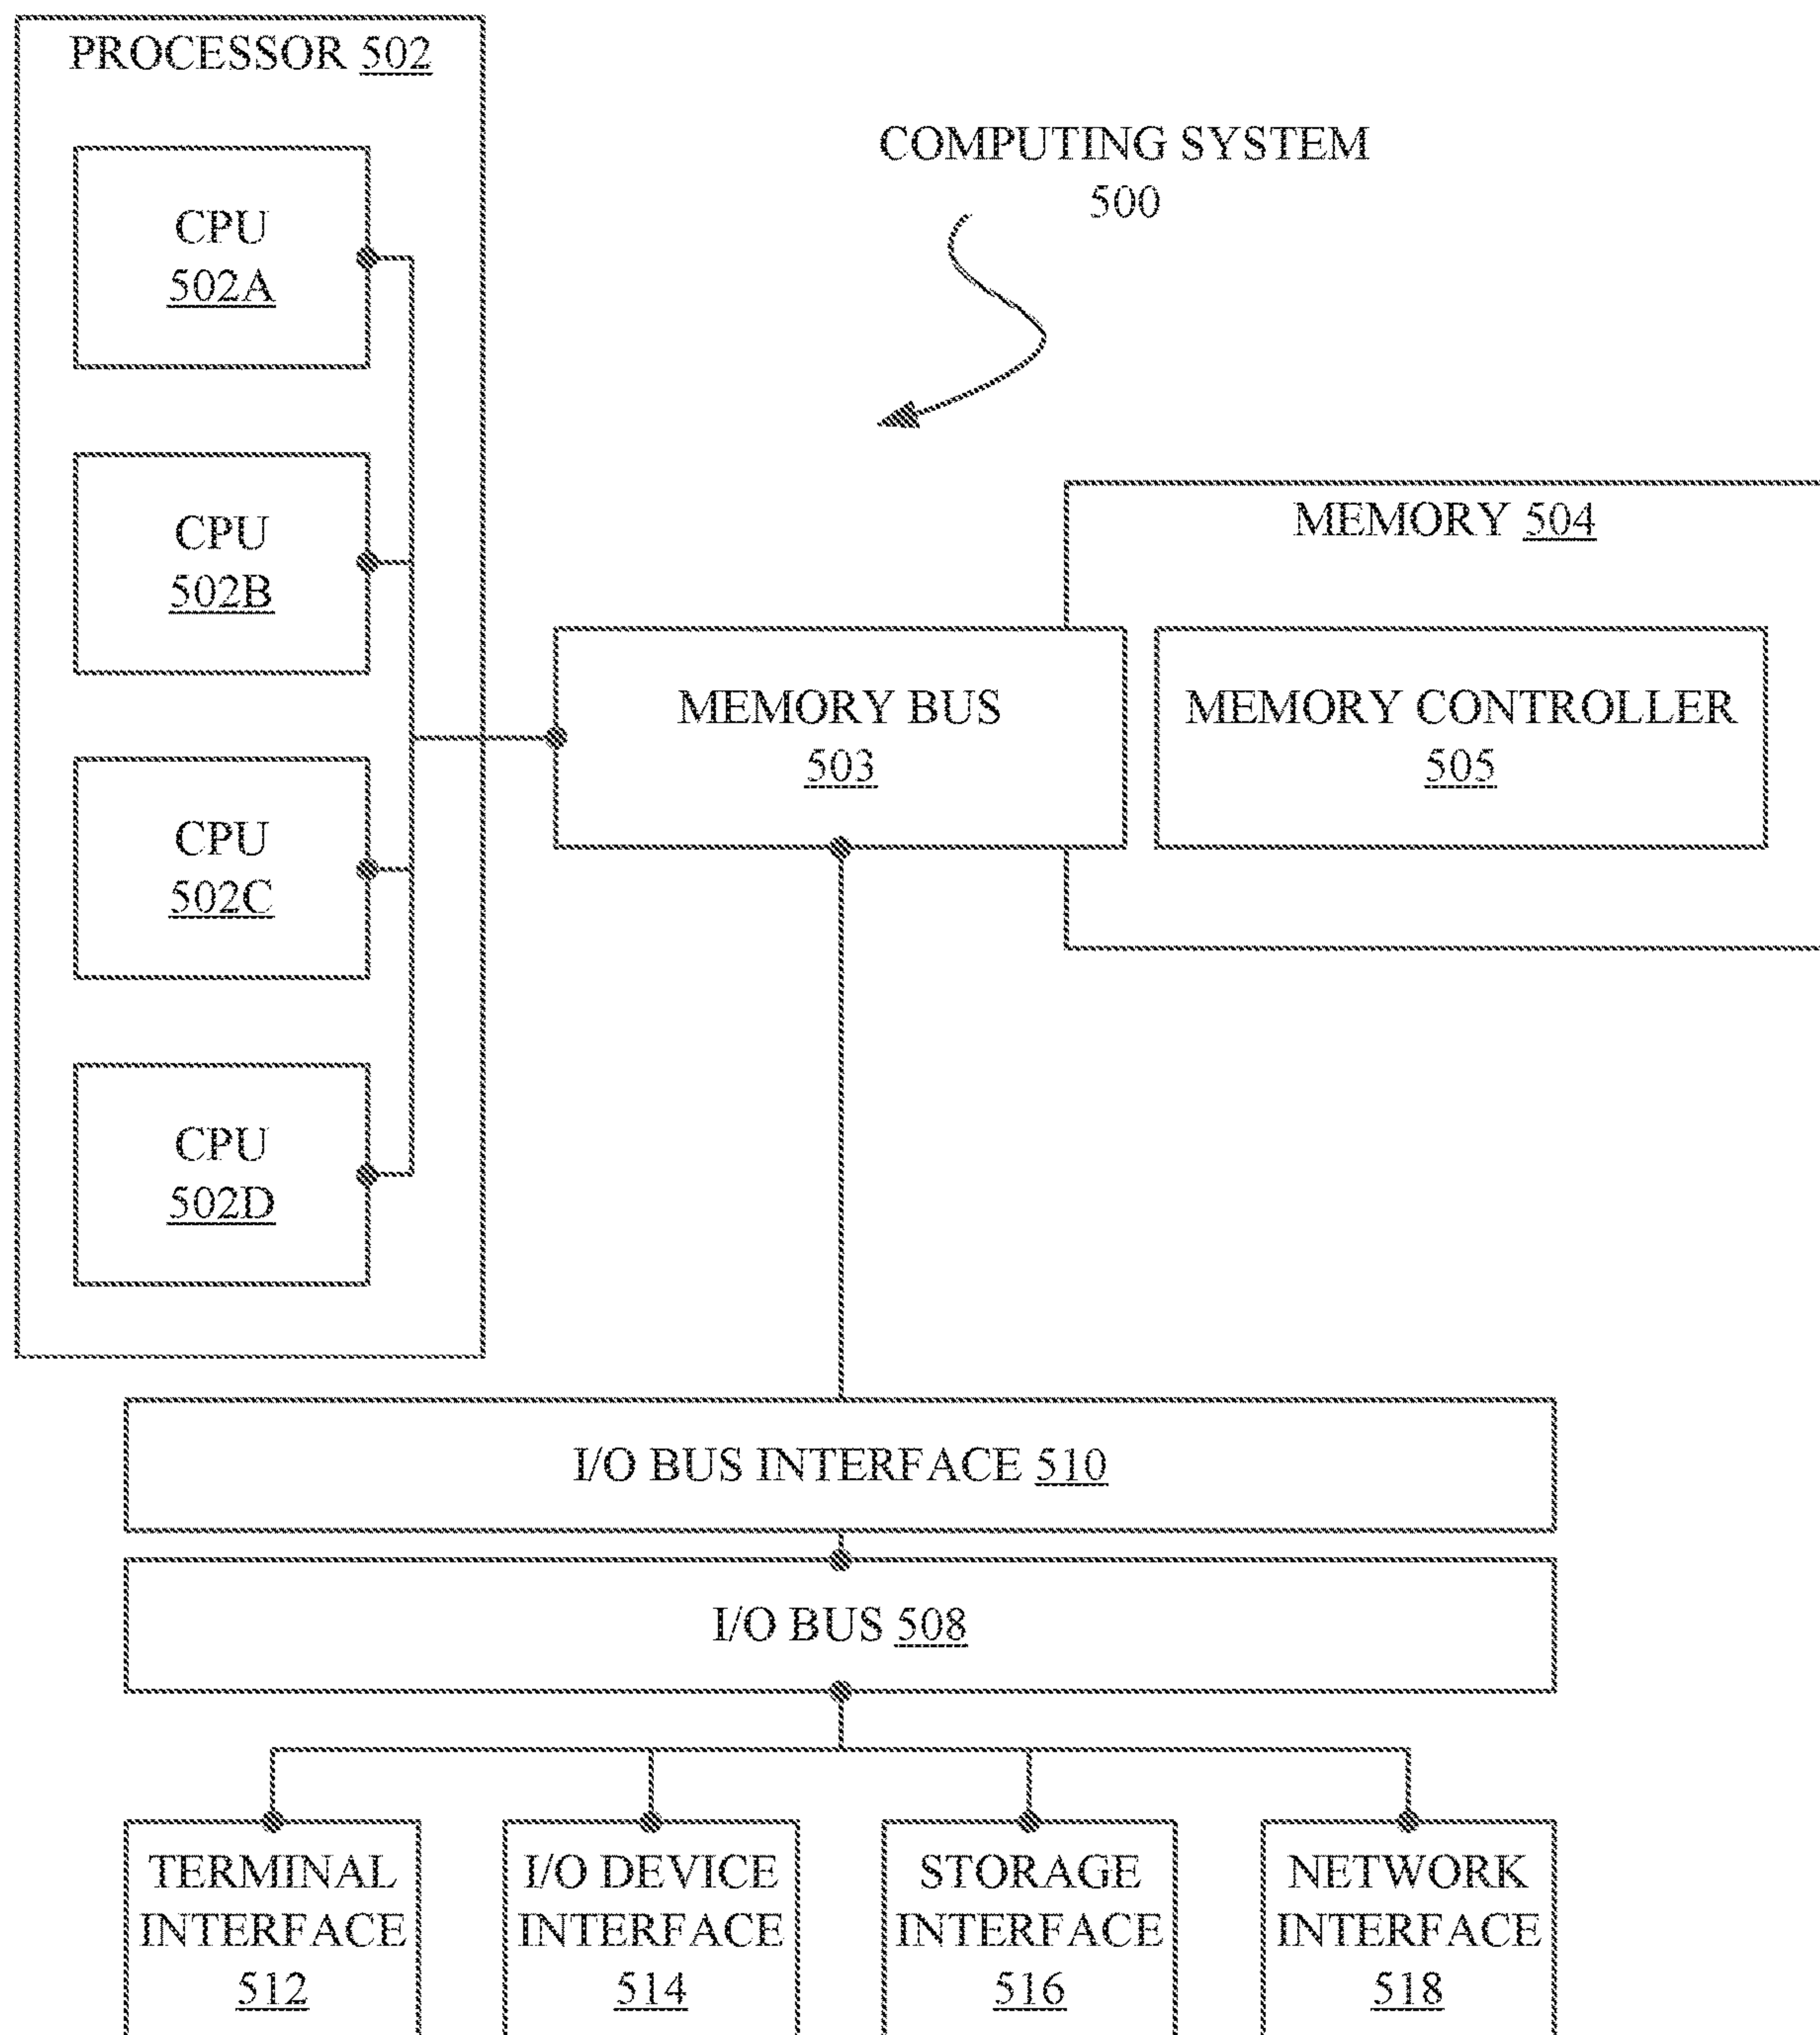 PROCESSOR 502
CPU
502A
CPU
502B
CPU
502C
CPU
502D
COMPUTING SYSTEM
500
MEMORY 504
MEMORY BUS
503
MEMORY CONTROLLER
505
I/O BUS INTERFACE 510
I/O BUS 508
TERMINAL
INTERFACE
512
I/O DEVICE
INTERFACE
514
STORAGE
INTERFACE
516
NETWORK
INTERFACE
518